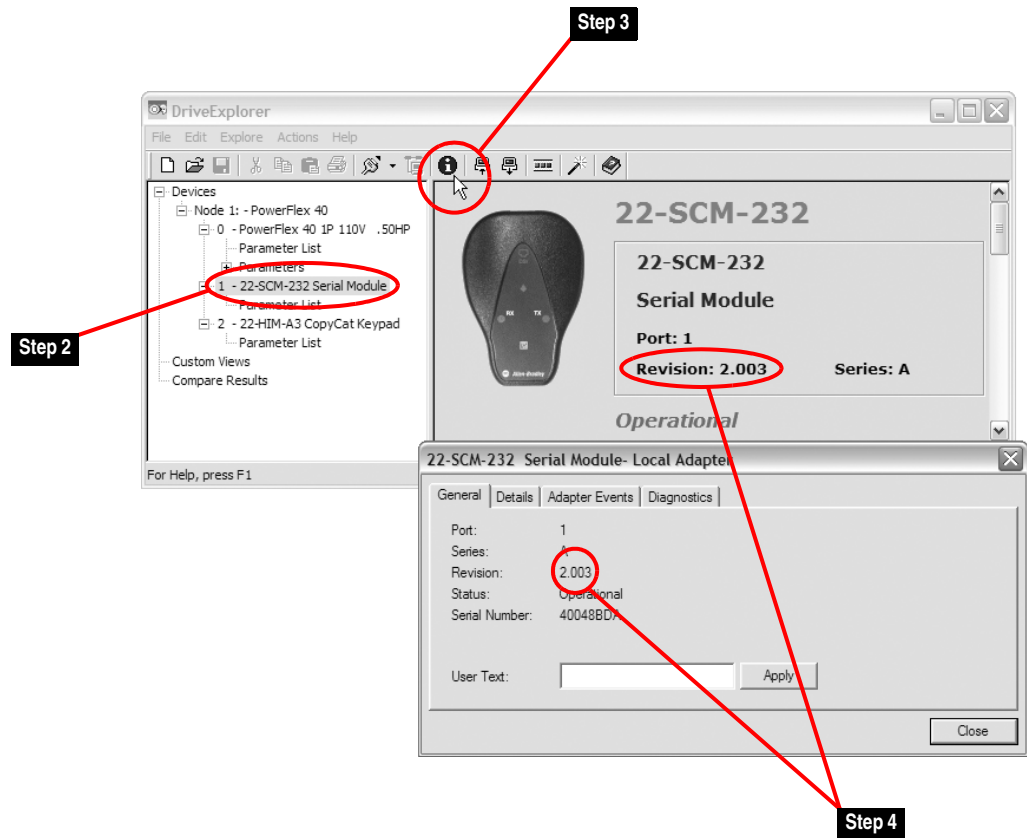 Step 3
DriveExplorer
File Edit Explore Actions Help
Devices
Node 1: - PowerFlex 40
0 - PowerFlex 40 1P 110V .50HP
Parameter List
Parameters
1 - 22-SCM-232 Serial Module
Parameter List
2 - 22-HIM-A3 CopyCat Keypad
Parameter List
Custom Views
Compare Results
Step 2
RX TX
Allen-Bradley
22-SCM-232
22-SCM-232
Serial Module
Port: 1
Revision: 2.003 Series: A
Operational
For Help, press F1
22-SCM-232 Serial Module- Local Adapter
General Details Adapter Events Diagnostics
Port: 1
Series: A
Revision: 2.003
Status: Operational
Serial Number: 40048BDA
User Text: Apply
Close
Step 4